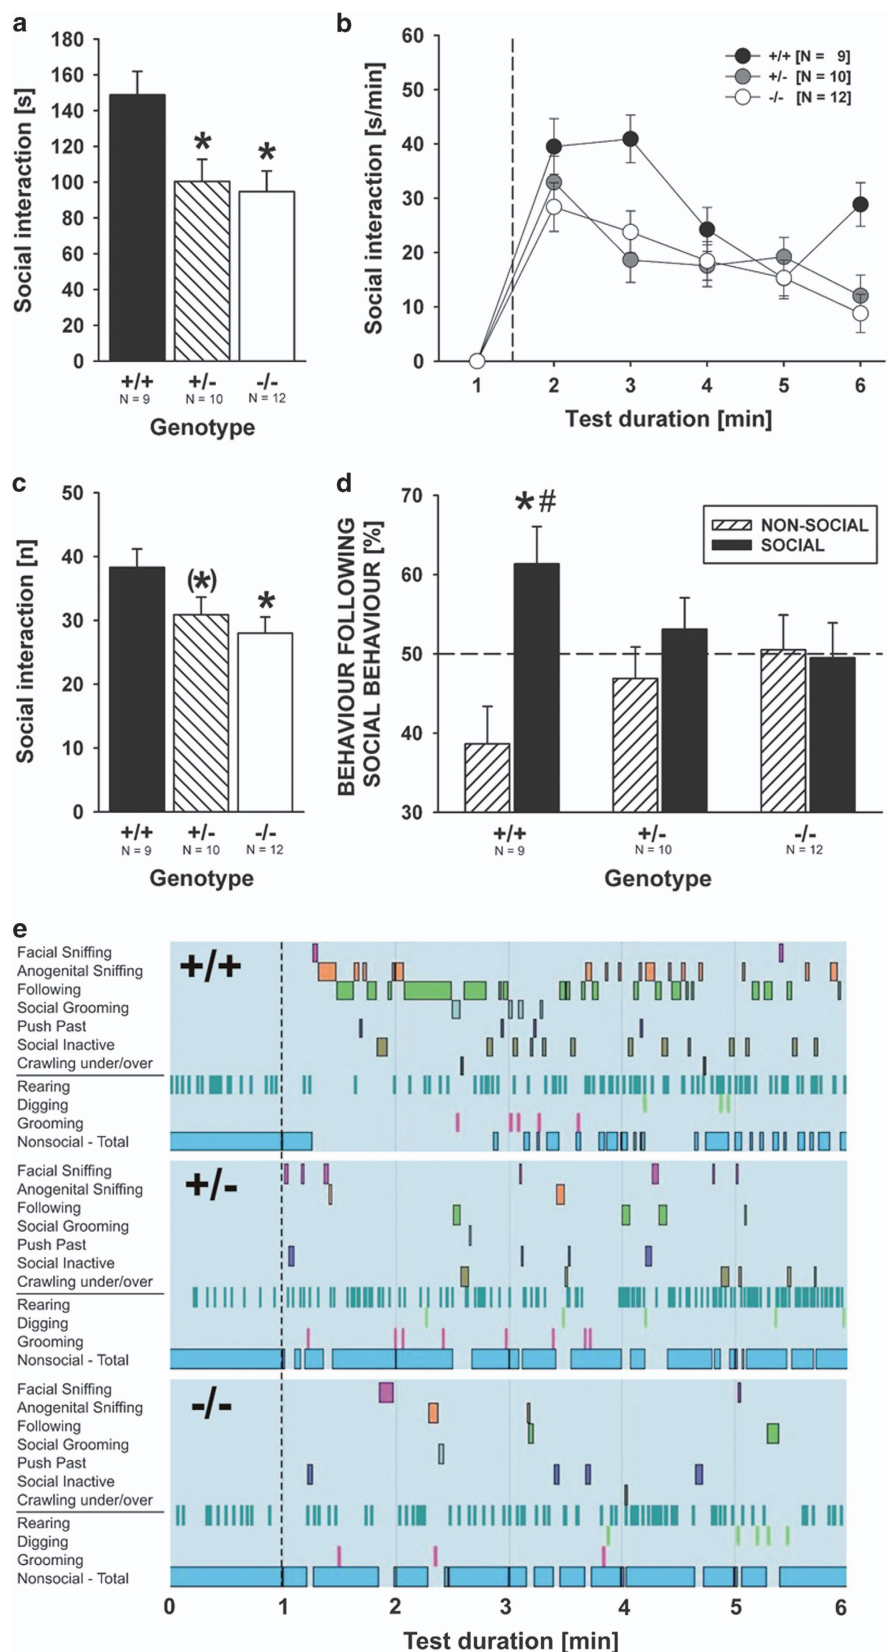 a
180
160
140
120
100
80
60
40
20
0
Social interaction [s]
*
*
+/+ +/- -/-
N = 9 N = 10 N = 12
Genotype
b
60
50
40
30
20
10
0
Social interaction [s/min]
+/+ [N = 9]
+/- [N = 10]
-/- [N = 12]
1 2 3 4 5 6
Test duration [min]
c
50
40
30
20
10
0
Social interaction [n]
(*)
*
+/+ +/- -/-
N = 9 N = 10 N = 12
Genotype
d
70
60
50
40
30
BEHAVIOUR FOLLOWING
SOCIAL BEHAVIOUR [%]
*#
NON-SOCIAL
SOCIAL
+/+ +/- -/-
N = 9 N = 10 N = 12
Genotype
e
+/+
Facial Sniffing
Anogenital Sniffing
Following
Social Grooming
Push Past
Social Inactive
Crawling under/over
Rearing
Digging
Grooming
Nonsocial - Total
+/-
Facial Sniffing
Anogenital Sniffing
Following
Social Grooming
Push Past
Social Inactive
Crawling under/over
Rearing
Digging
Grooming
Nonsocial - Total
-/-
Facial Sniffing
Anogenital Sniffing
Following
Social Grooming
Push Past
Social Inactive
Crawling under/over
Rearing
Digging
Grooming
Nonsocial - Total
0 1 2 3 4 5 6
Test duration [min]